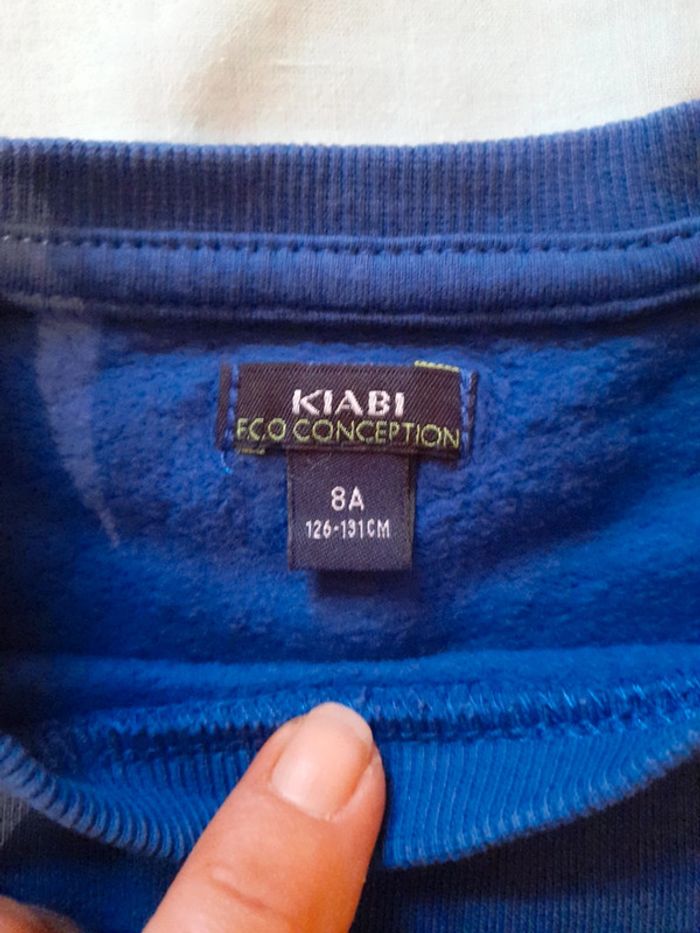 KIABI
ECO CONCEPTION
8A
126-131CM